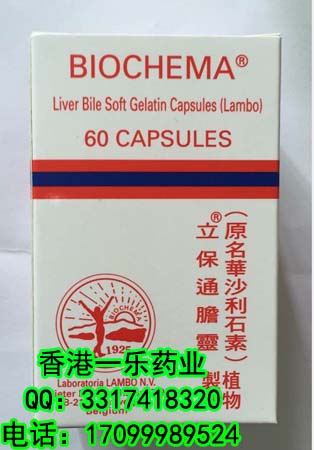 BIOCHEMA®
Liver Bile Soft Gelatin Capsules (Lambo)
60 CAPSULES
(原名華沙利石素)植物
立保通膽靈®製
BIOCHEMA
1925
香港一乐药业
Laboratoria LAMBO N.V.
QQ：3317418320
Belgium
电话：17099989524